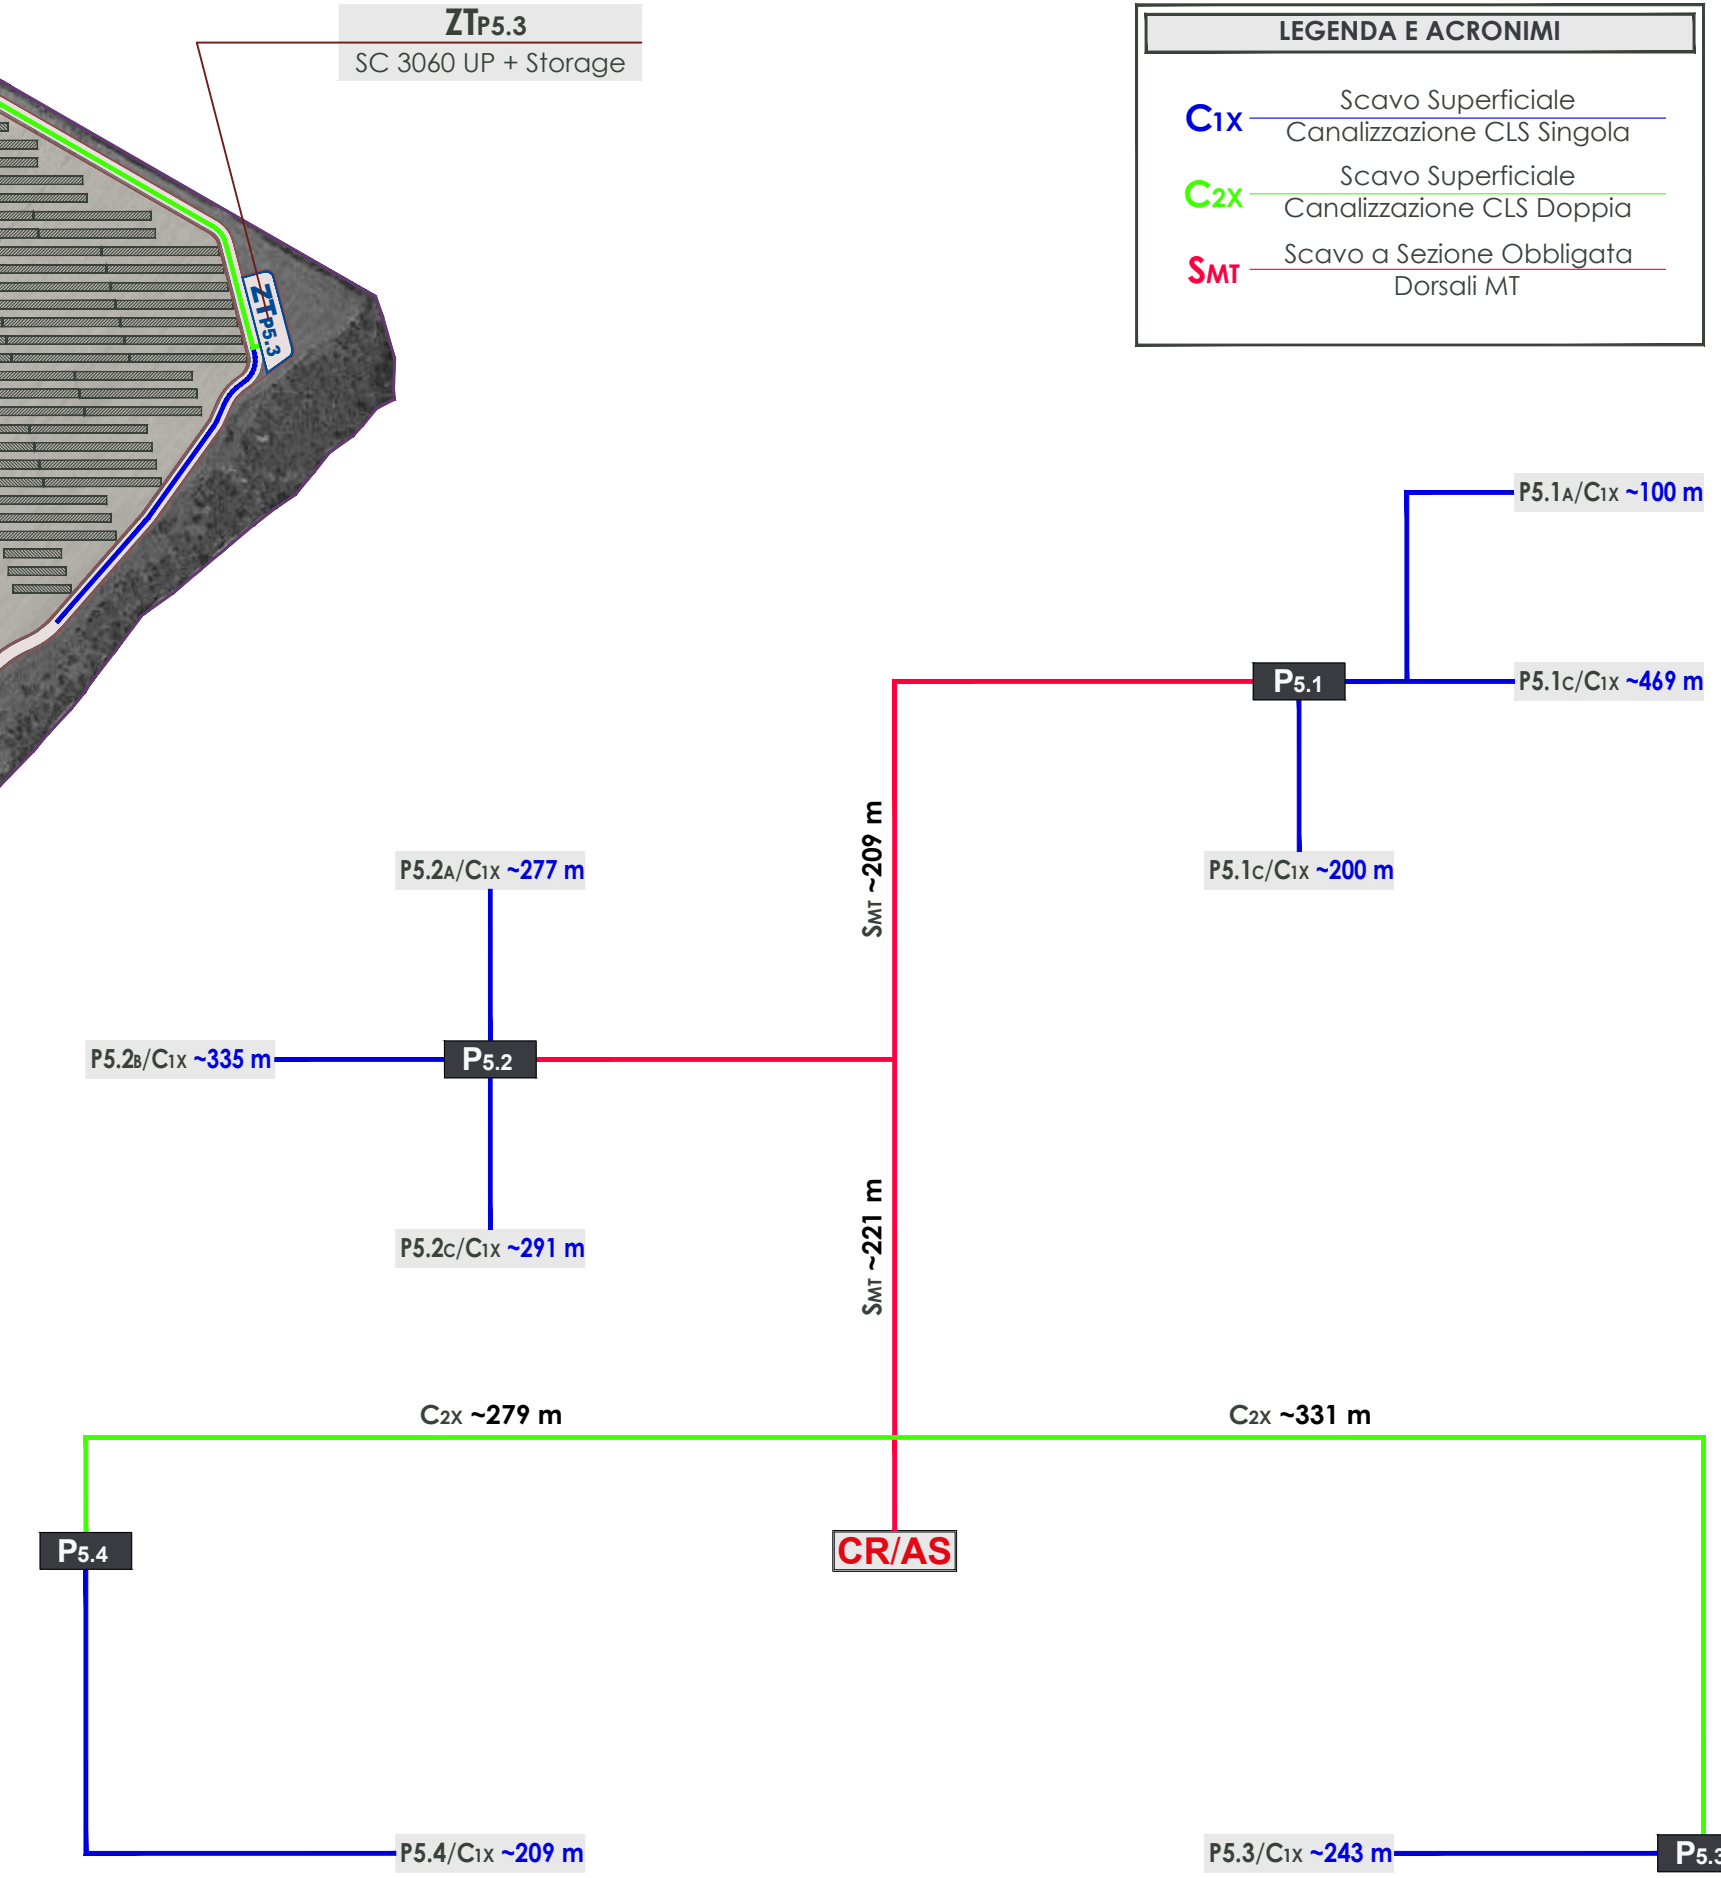 ZTP5.3
SC 3060 UP + Storage
LEGENDA E ACRONIMI
C1X
Scavo Superficiale
Canalizzazione CLS Singola
C2X
Scavo Superficiale
Canalizzazione CLS Doppia
SMT
Scavo a Sezione Obbligata
Dorsali MT
ZTP5.3
P5.1A/C1X ~100 m
P5.1
P5.1C/C1X ~469 m
SMT ~209 m
P5.2A/C1X ~277 m
P5.1C/C1X ~200 m
P5.2B/C1X ~335 m
P5.2
SMT ~221 m
P5.2C/C1X ~291 m
C2X ~279 m
C2X ~331 m
P5.4
CR/AS
P5.4/C1X ~209 m
P5.3/C1X ~243 m
P5.3